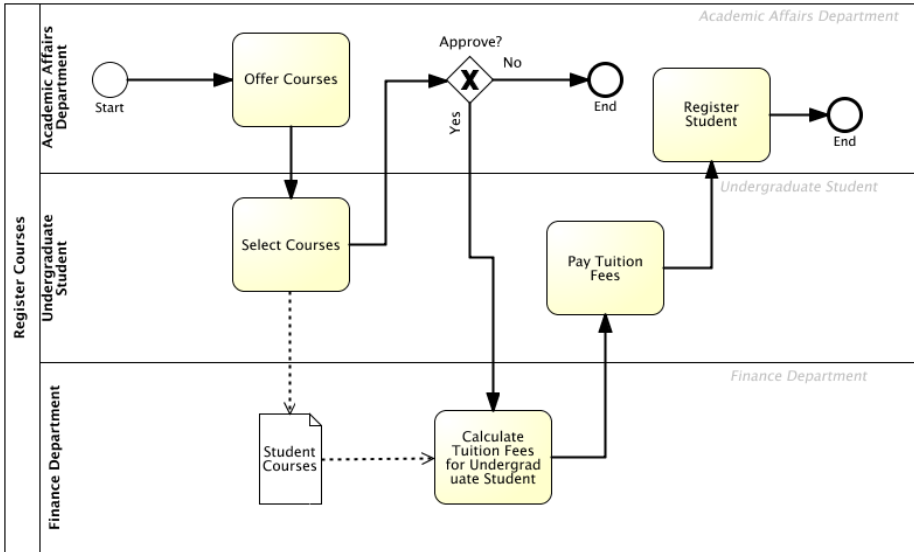 Register Courses
Academic Affairs
Department
Academic Affairs Department
Start
Offer Courses
Approve?
No
Yes
End
Register
Student
End
Undergraduate
Student
Undergraduate Student
Select Courses
Pay Tuition
Fees
Finance Department
Finance Department
Student
Courses
Calculate
Tuition Fees
for Undergrad
uate Student